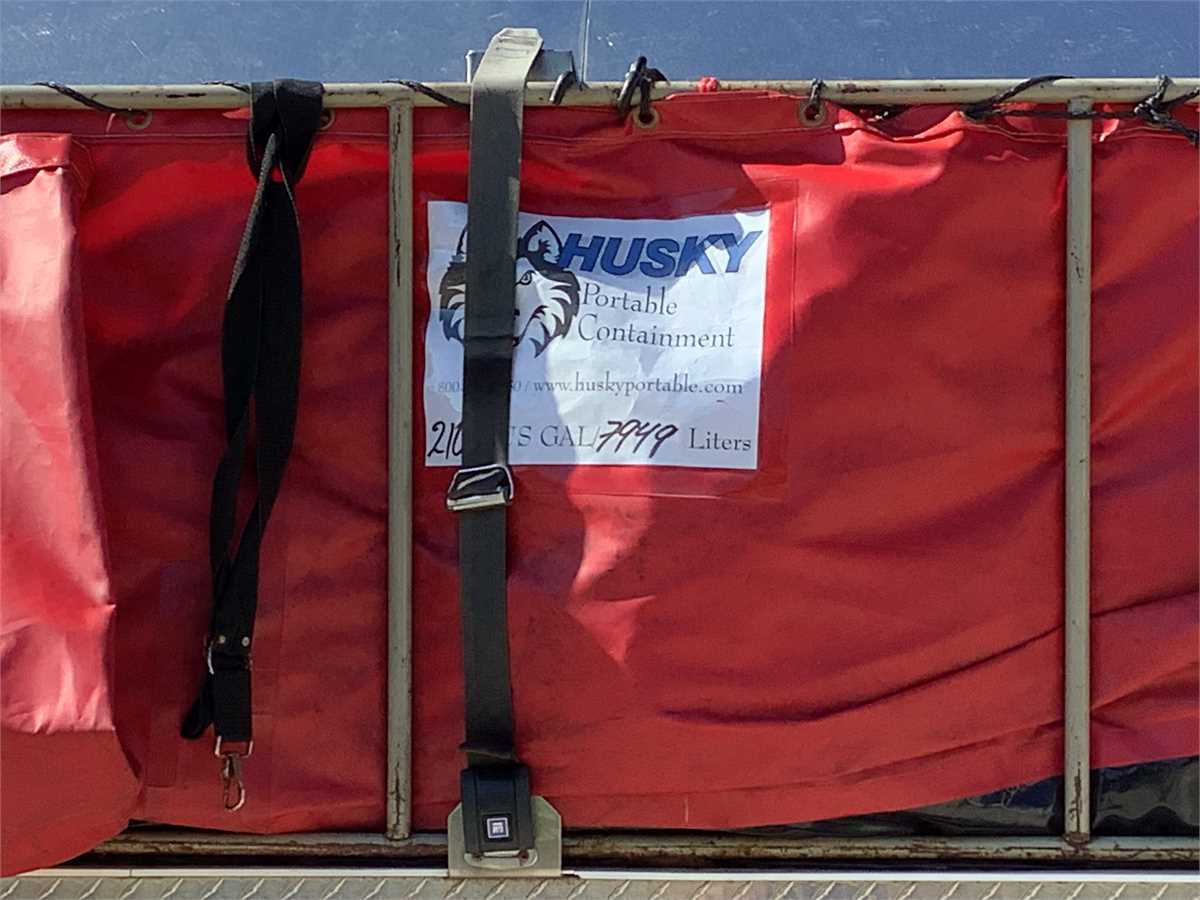 HUSKY
Portable
Containment
www.huskyportable.com
US GAL/7949 Liters